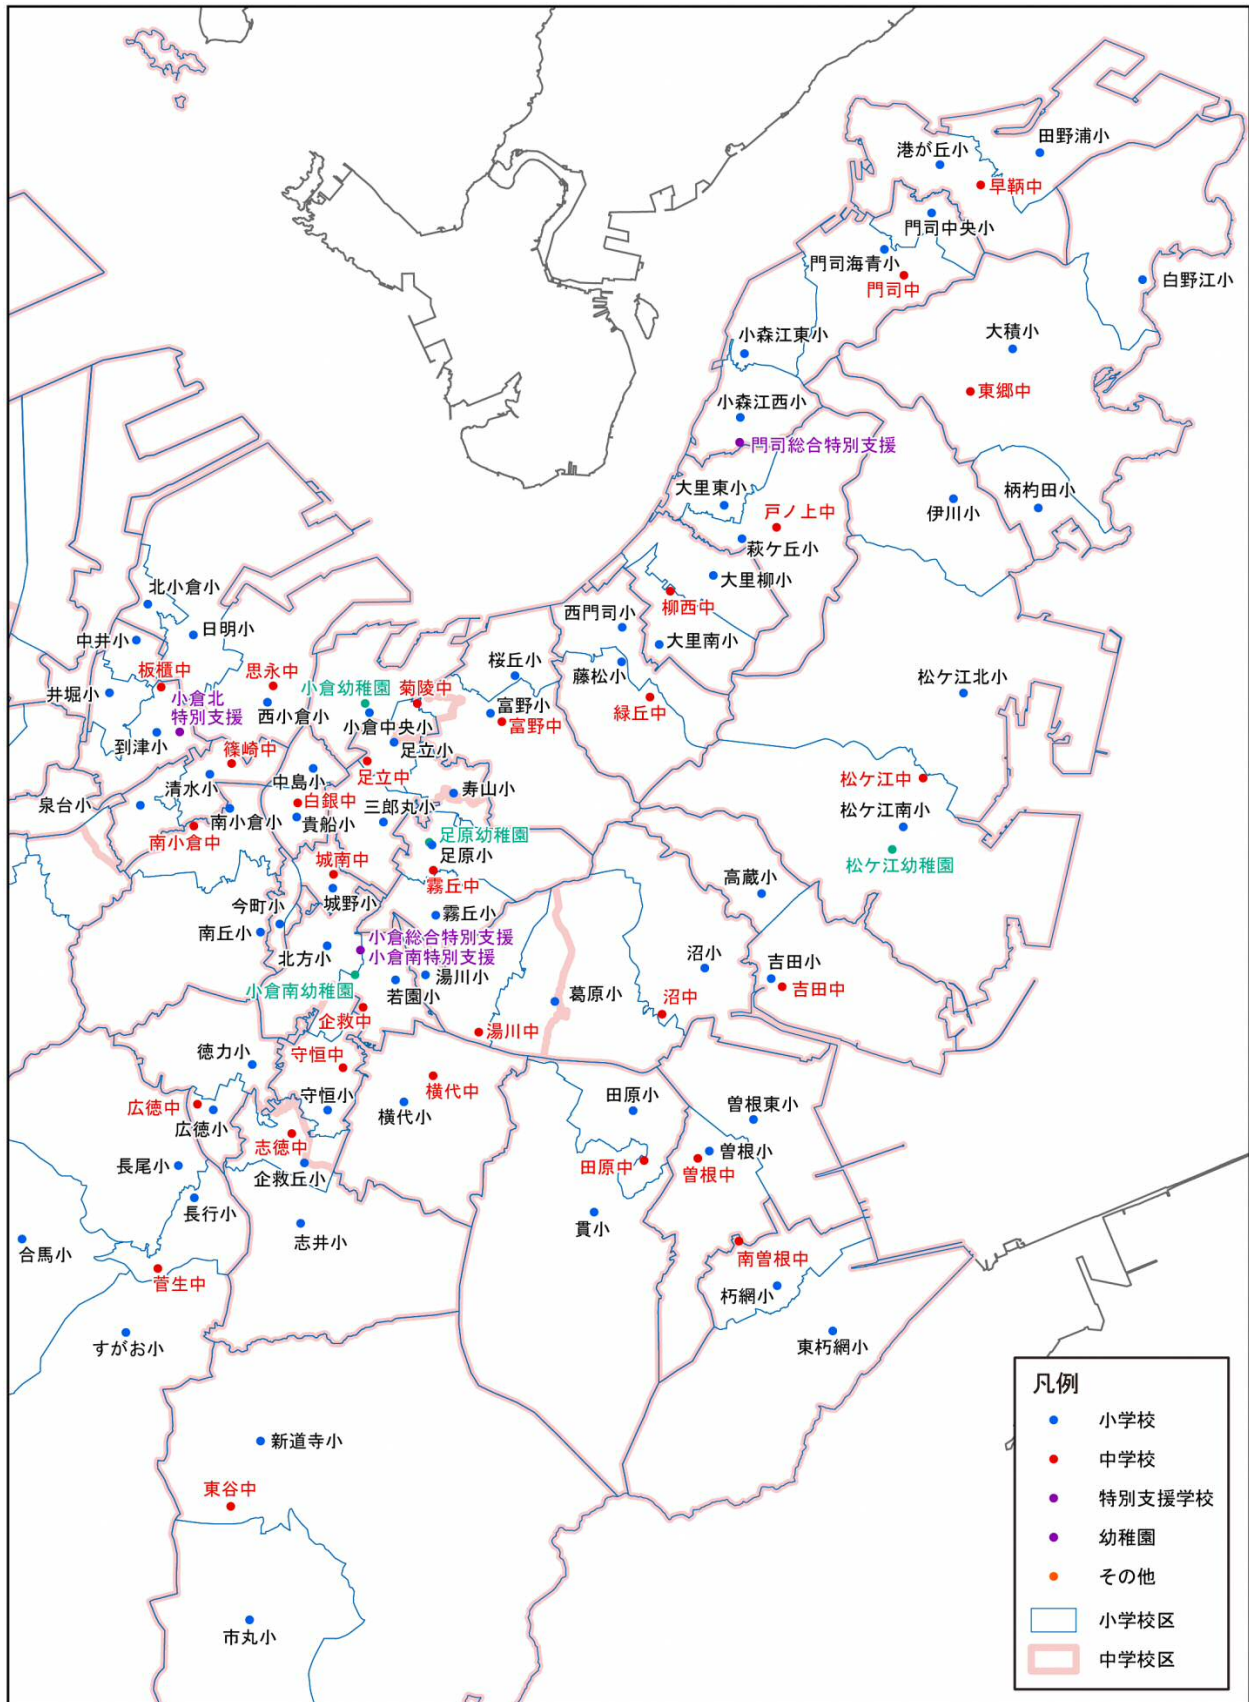 田野浦小
港が丘小
早鞆中
門司中央小
門司海青小
門司中
白野江小
大積小
小森江東小
東郷中
小森江西小
門司総合特別支援
大里東小
柄杓田小
伊川小
戸ノ上中
萩ケ丘小
大里柳小
北小倉小
柳西中
西門司小
日明小
中井小
大里南小
桜丘小
藤松小
板櫃中
思永中
小倉幼稚園
菊陵中
井堀小
小倉北
特別支援
松ケ江北小
西小倉小
富野小
緑丘中
小倉中央小
富野中
到津小
足立小
篠崎中
足立中
松ケ江中
中島小
清水小
寿山小
泉台小
白銀中
三郎丸小
松ケ江南小
南小倉小
貴船小
南小倉中
足原幼稚園
足原小
松ケ江幼稚園
城南中
霧丘中
高蔵小
城野小
今町小
霧丘小
南丘小
小倉総合特別支援
北方小
小倉南特別支援
沼小
吉田小
湯川小
小倉南幼稚園
若園小
吉田中
葛原小
沼中
企救中
湯川中
徳力小
守恒中
横代中
広徳中
守恒小
横代小
田原小
曽根東小
広徳小
志徳中
曽根小
長尾小
企救丘小
田原中
曽根中
長行小
貫小
志井小
合馬小
南曽根中
菅生中
朽網小
すがお小
東朽網小
凡例
小学校
新道寺小
中学校
東谷中
特別支援学校
幼稚園
その他
小学校区
市丸小
中学校区